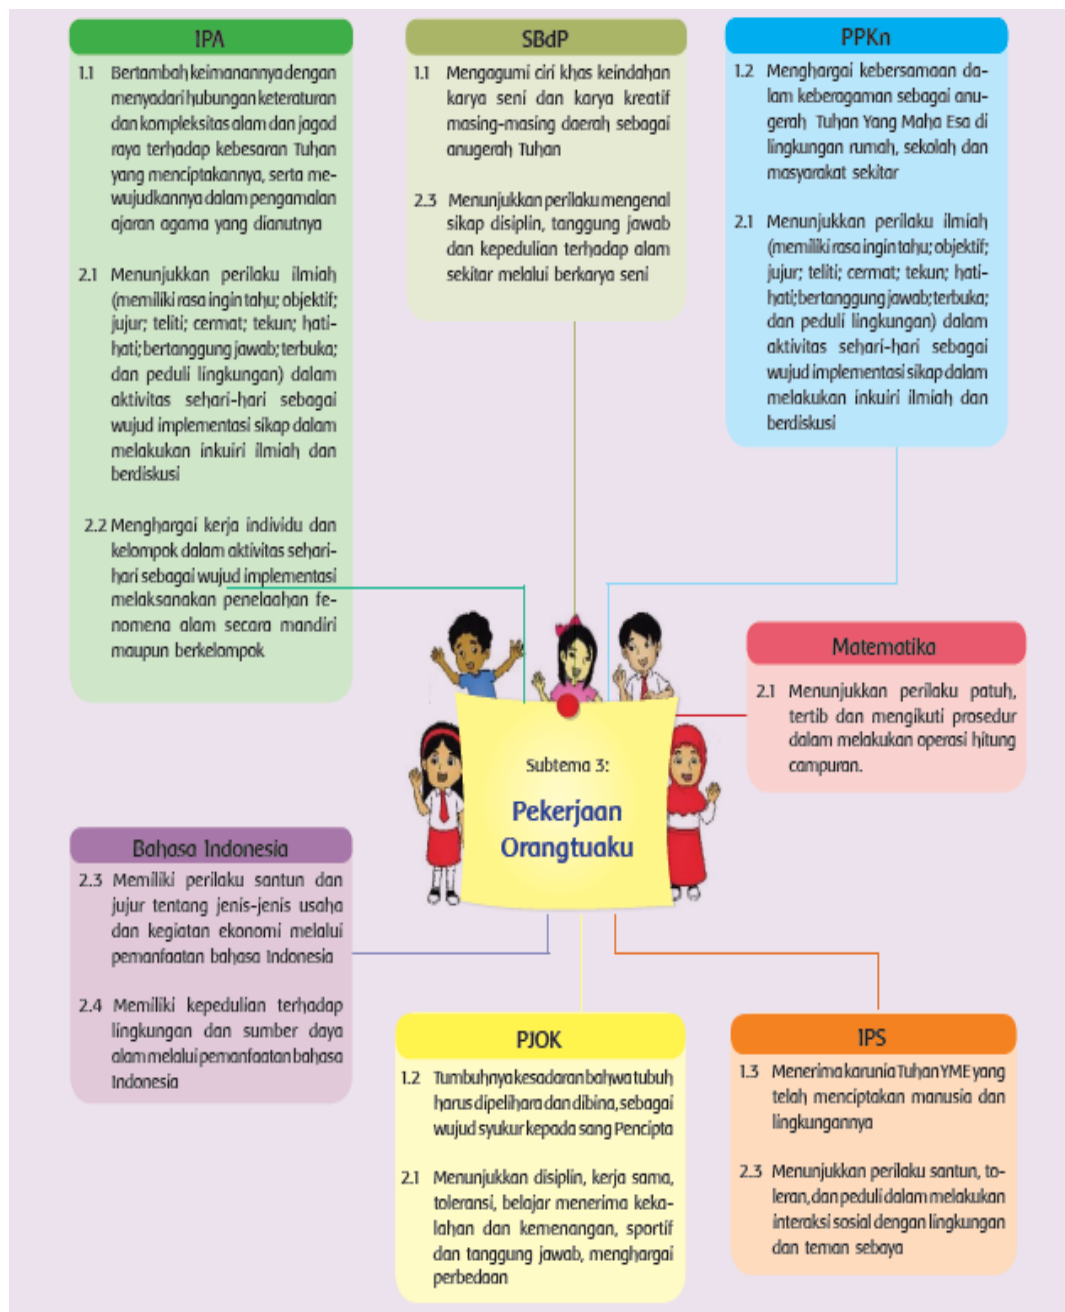 IPA
1.1 Bertambah keimanannya dengan
menyadari hubungan keteraturan
dan kompleksitas alam dan jagad
raya terhadap kebesaran Tuhan
yang menciptakannya, serta me-
wujudkannya dalam pengamalan
ajaran agama yang dianutnya
2.1 Menunjukkan perilaku ilmiah
(memiliki rasa ingin tahu; objektif;
jujur; teliti; cermat; tekun; hati-
hati; bertanggung jawab; terbuka;
dan peduli lingkungan) dalam
aktivitas sehari-hari sebagai
wujud implementasi sikap dalam
melakukan inkuiri ilmiah dan
berdiskusi
2.2 Menghargai kerja individu dan
kelompok dalam aktivitas sehari-
hari sebagai wujud implementasi
melaksanakan penelaahan fe-
nomena alam secara mandiri
maupun berkelompok
SBdP
1.1 Mengagumi ciri khas keindahan
karya seni dan karya kreatif
masing-masing daerah sebagai
anugerah Tuhan
2.3 Menunjukkan perilaku mengenal
sikap disiplin, tanggung jawab
dan kepedulian terhadap alam
sekitar melalui berkarya seni
PPKn
1.2 Menghargai kebersamaan da-
lam keberagaman sebagai anu-
gerah Tuhan Yang Maha Esa di
lingkungan rumah, sekolah dan
masyarakat sekitar
2.1 Menunjukkan perilaku ilmiah
(memiliki rasa ingin tahu; objektif;
jujur; teliti; cermat; tekun; hati-
hati; bertanggung jawab; terbuka;
dan peduli lingkungan) dalam
aktivitas sehari-hari sebagai
wujud implementasi sikap dalam
melakukan inkuiri ilmiah dan
berdiskusi
Matematika
2.1 Menunjukkan perilaku patuh,
tertib dan mengikuti prosedur
dalam melakukan operasi hitung
campuran.
Subtema 3:
Pekerjaan
Orangtuaku
Bahasa Indonesia
2.3 Memiliki perilaku santun dan
jujur tentang jenis-jenis usaha
dan kegiatan ekonomi melalui
pemanfaatan bahasa Indonesia
2.4 Memiliki kepedulian terhadap
lingkungan dan sumber daya
alam melalui pemanfaatan bahasa
Indonesia
PJOK
1.2 Tumbuhnya kesadaran bahwa tubuh
harus dipelihara dan dibina, sebagai
wujud syukur kepada sang Pencipta
2.1 Menunjukkan disiplin, kerja sama,
toleransi, belajar menerima keka-
lahan dan kemenangan, sportif
dan tanggung jawab, menghargai
perbedaan
IPS
1.3 Menerima karunia Tuhan YME yang
telah menciptakan manusia dan
lingkungannya
2.3 Menunjukkan perilaku santun, to-
leran, dan peduli dalam melakukan
interaksi sosial dengan lingkungan
dan teman sebaya